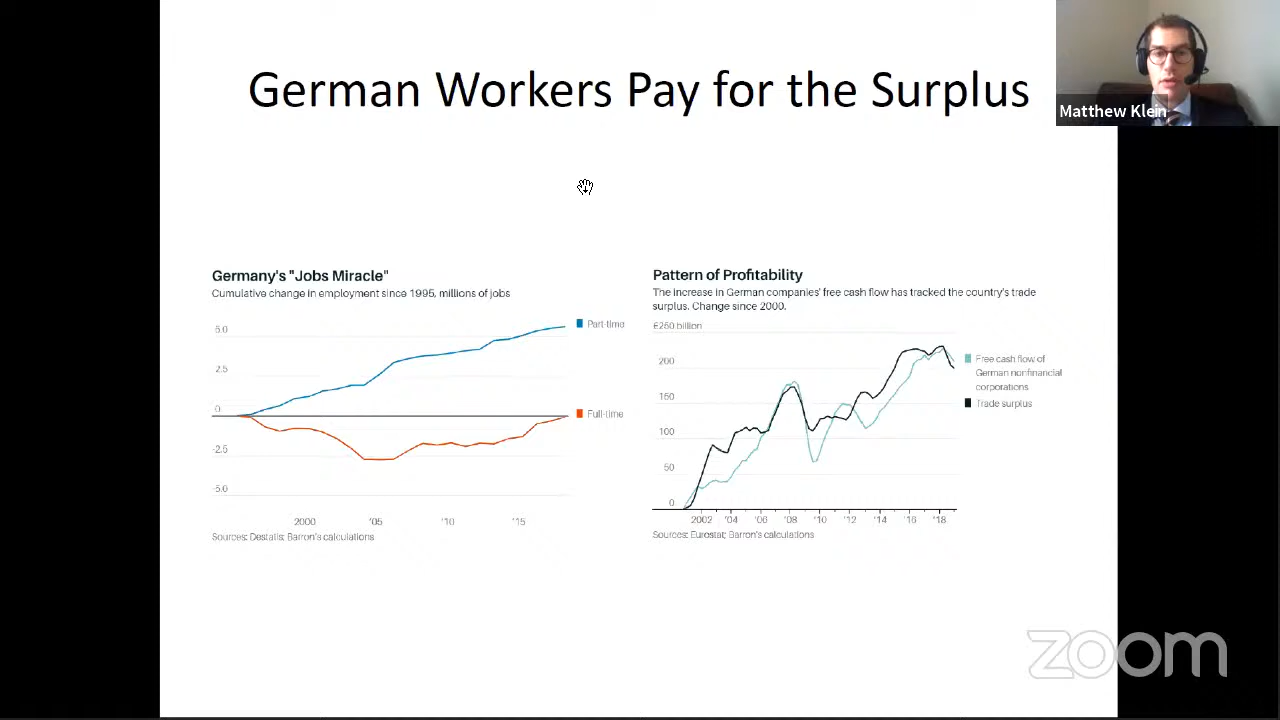 German Workers Pay for the Surplus
Matthew Klein
Germany's "Jobs Miracle"
Cumulative change in employment since 1995, millions of jobs
5.0
2.5
0
-2.5
-5.0
Part-time
Full-time
2000 '05 '10 '15
Sources: Destatis; Barron's calculations
Pattern of Profitability
The increase in German companies' free cash flow has tracked the country's trade
surplus. Change since 2000.
€250 billion
200
150
100
50
0
Free cash flow of
German nonfinancial
corporations
Trade surplus
2002 '04 '06 '08 '10 '12 '14 '16 '18
Sources: Eurostat; Barron's calculations
zoom